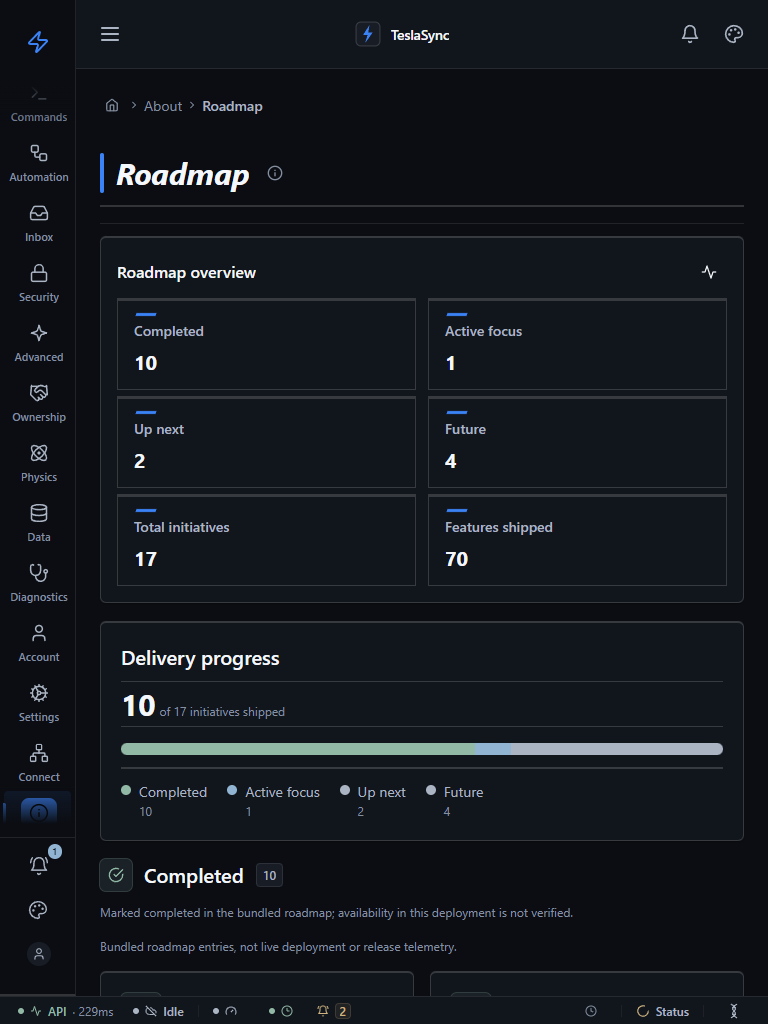 TeslaSync
Commands
Automation
Inbox
Security
Advanced
Ownership
Physics
Data
Diagnostics
Account
Settings
Connect
1
About
Roadmap
Roadmap
Roadmap overview
Completed
10
Active focus
1
Up next
2
Future
4
Total initiatives
17
Features shipped
70
Delivery progress
10 of 17 initiatives shipped
Completed
10
Active focus
1
Up next
2
Future
4
Completed 10
Marked completed in the bundled roadmap; availability in this deployment is not verified.
Bundled roadmap entries, not live deployment or release telemetry.
API · 229ms
Idle
2
Status